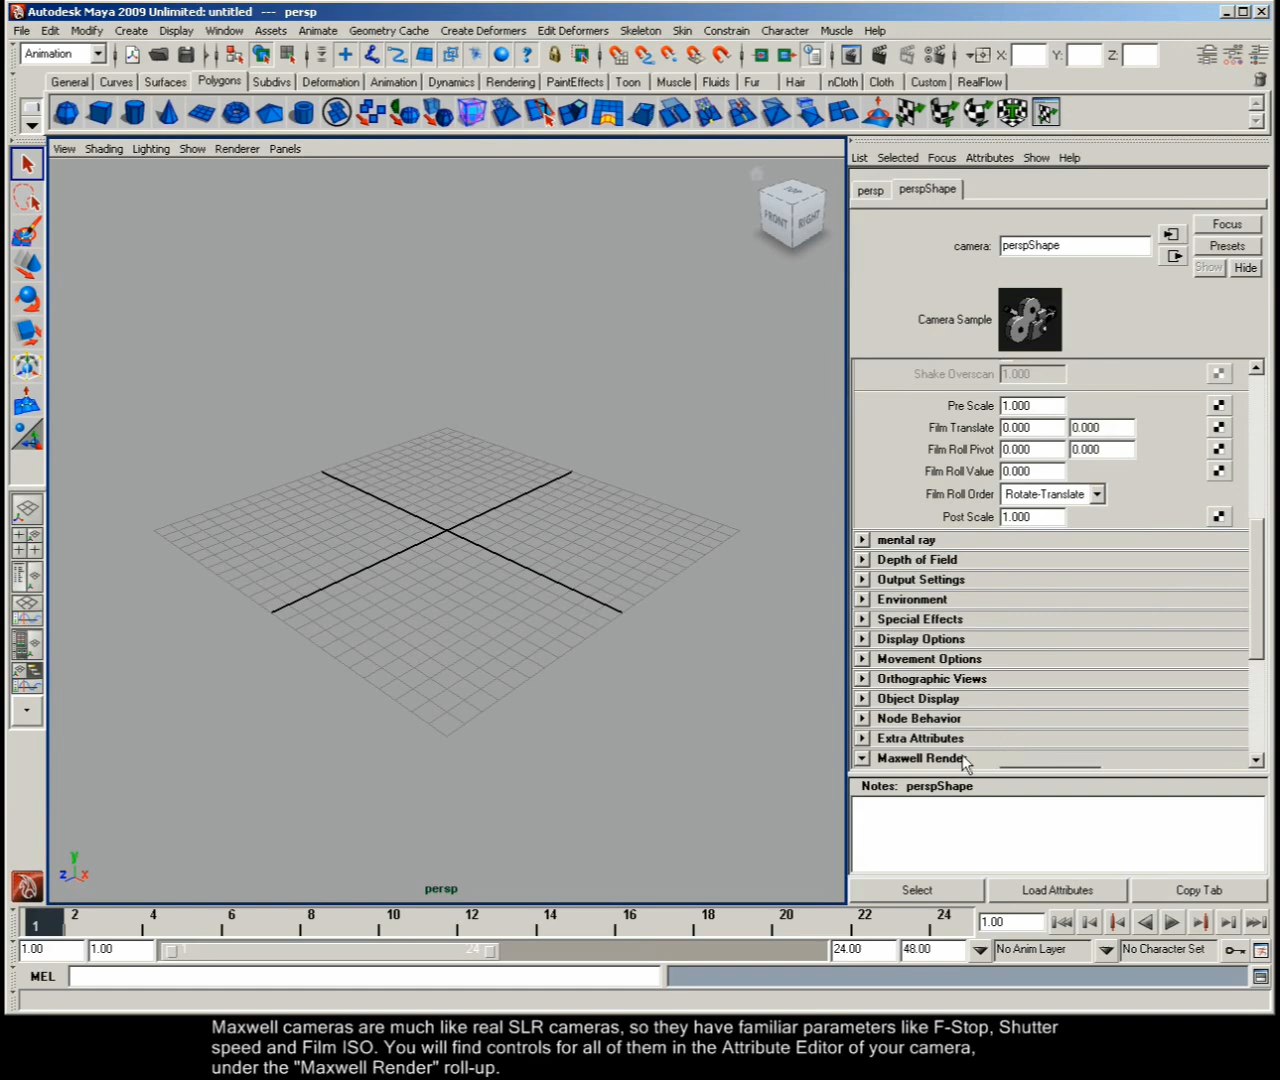 Autodesk Maya 2009 Unlimited: untitled --- persp
File Edit Modify Create Display Window Assets Animate Geometry Cache Create Deformers Edit Deformers Skeleton Skin Constrain Character Muscle Help
Animation X: Y: Z:
General Curves Surfaces Polygons Subdivs Deformation Animation Dynamics Rendering PaintEffects Toon Muscle Fluids Fur Hair nCloth Cloth Custom RealFlow
View Shading Lighting Show Renderer Panels
List Selected Focus Attributes Show Help
persp perspShape
TOP
FRONT RIGHT
Focus
camera: perspShape
Presets
Show Hide
Camera Sample
Shake Overscan 1.000
Pre Scale 1.000
Film Translate 0.000 0.000
Film Roll Pivot 0.000 0.000
Film Roll Value 0.000
Film Roll Order Rotate-Translate
Post Scale 1.000
mental ray
Depth of Field
Output Settings
Environment
Special Effects
Display Options
Movement Options
Orthographic Views
Object Display
Node Behavior
Extra Attributes
Maxwell Render
Notes: perspShape
y
z x
persp
Select Load Attributes Copy Tab
1 2 4 6 8 10 12 14 16 18 20 22 24 1.00
1.00 1.00 1 24 24.00 48.00 No Anim Layer No Character Set
MEL
Maxwell cameras are much like real SLR cameras, so they have familiar parameters like F-Stop, Shutter
speed and Film ISO. You will find controls for all of them in the Attribute Editor of your camera,
under the "Maxwell Render" roll-up.